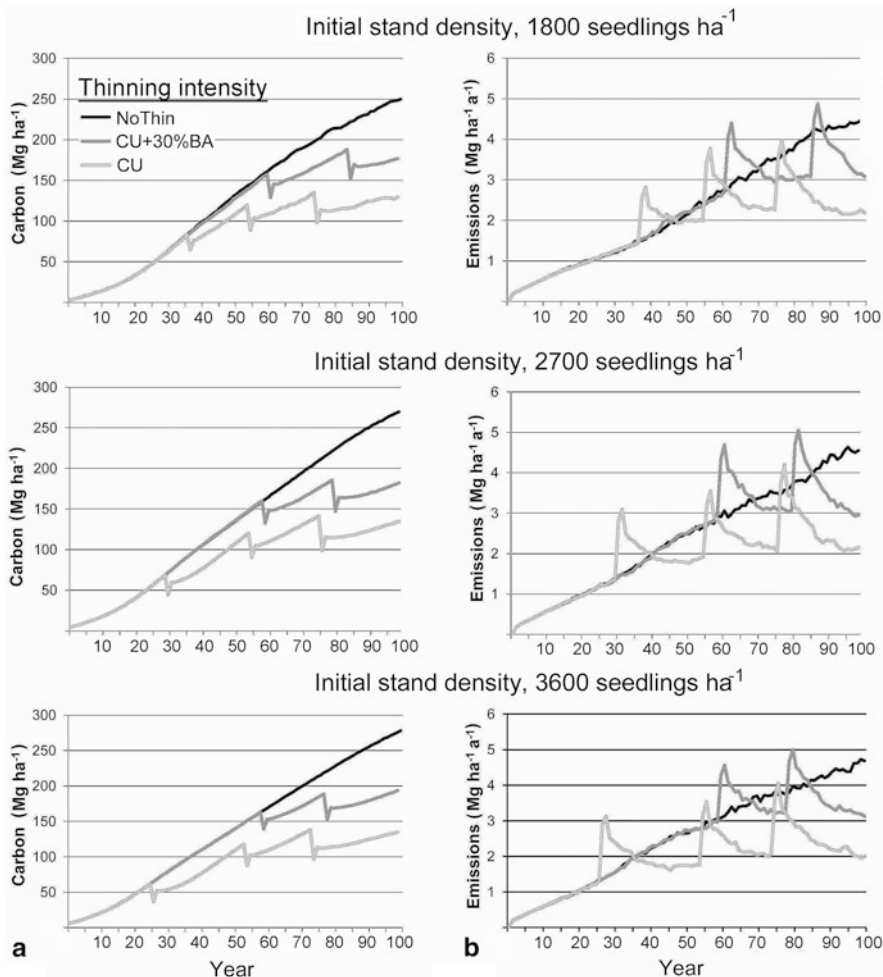 Initial stand density, 1800 seedlings ha⁻¹
Carbon (Mg ha⁻¹)
300
250
200
150
100
50
Thinning intensity
NoThin
CU+30%BA
CU
10 20 30 40 50 60 70 80 90 100
Emissions (Mg ha⁻¹ a⁻¹)
6
5
4
3
2
1
10 20 30 40 50 60 70 80 90 100
Initial stand density, 2700 seedlings ha⁻¹
Carbon (Mg ha⁻¹)
300
250
200
150
100
50
10 20 30 40 50 60 70 80 90 100
Emissions (Mg ha⁻¹ a⁻¹)
6
5
4
3
2
1
10 20 30 40 50 60 70 80 90 100
Initial stand density, 3600 seedlings ha⁻¹
Carbon (Mg ha⁻¹)
300
250
200
150
100
50
10 20 30 40 50 60 70 80 90 100
a
Year
Emissions (Mg ha⁻¹ a⁻¹)
6
5
4
3
2
1
10 20 30 40 50 60 70 80 90 100
b
Year